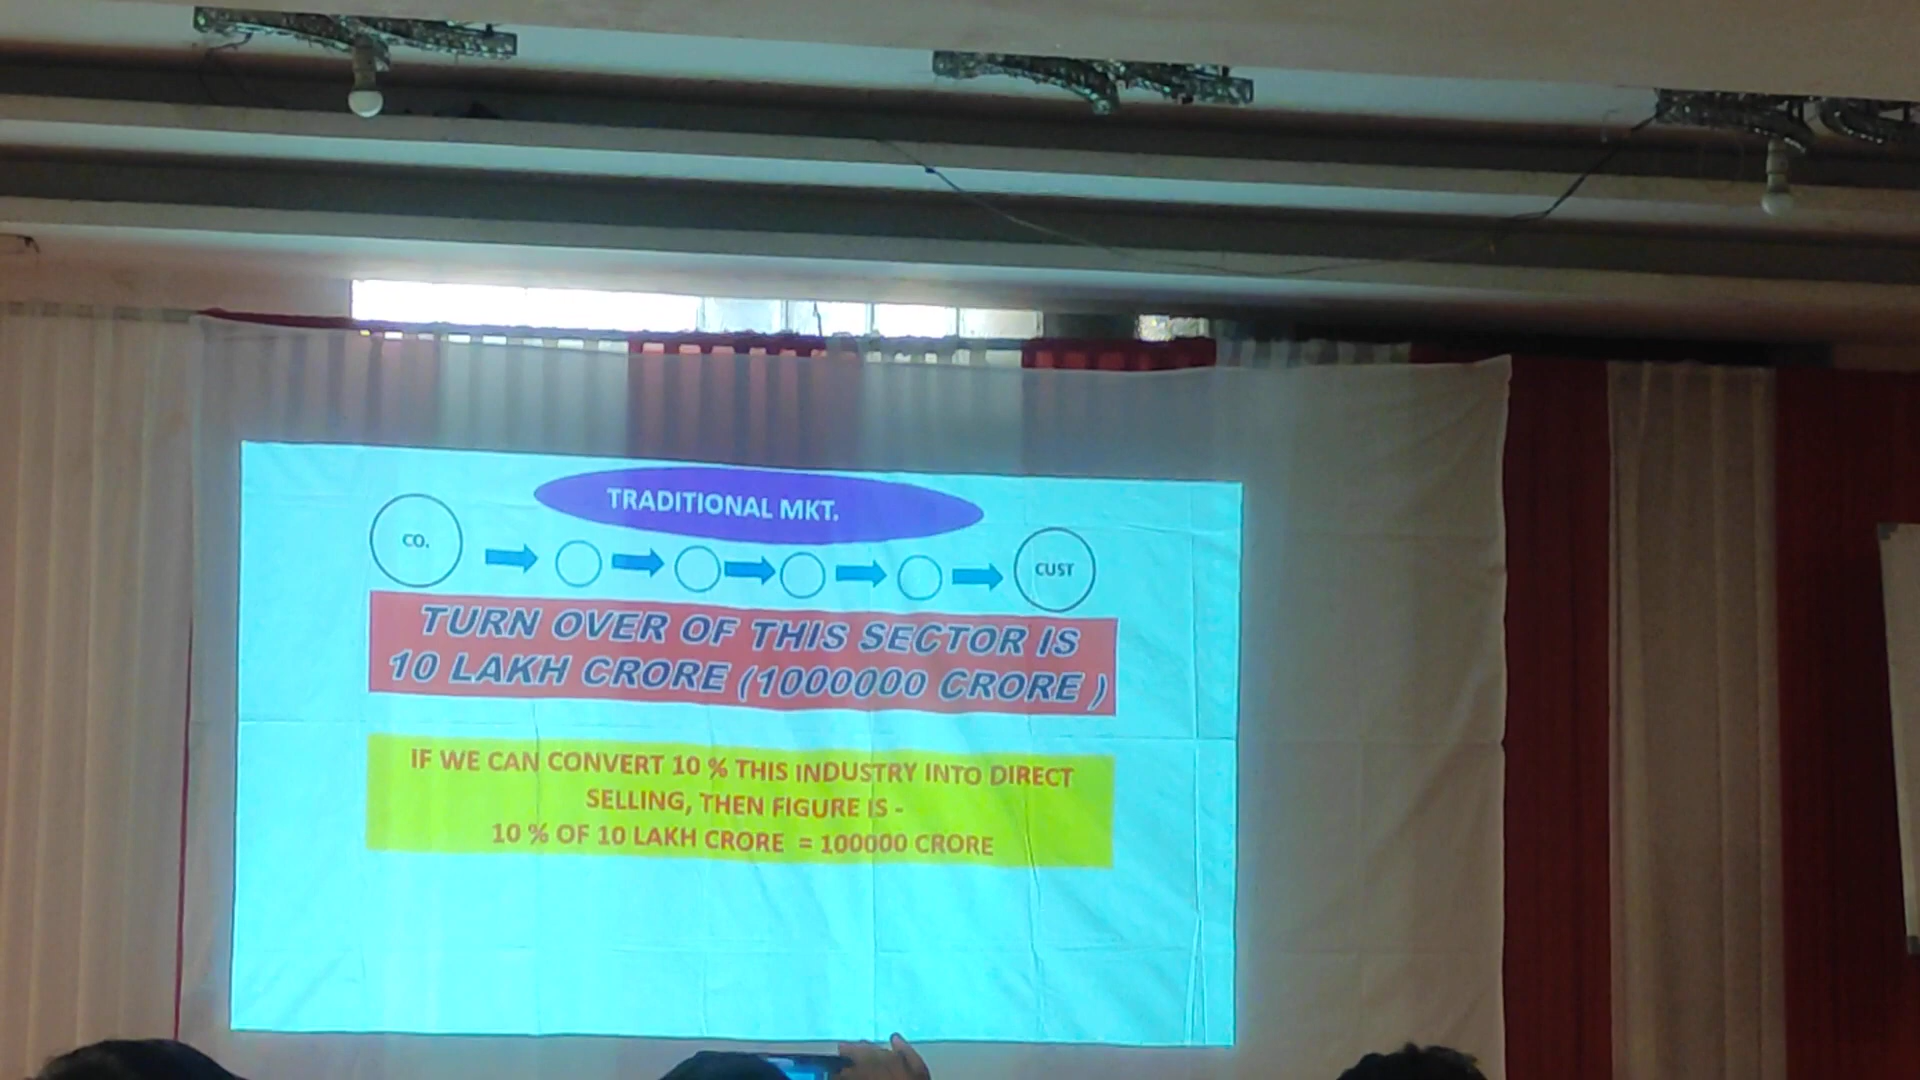 TRADITIONAL MKT.
CO.
CUST
TURN OVER OF THIS SECTOR IS
10 LAKH CRORE (1000000 CRORE )
IF WE CAN CONVERT 10 % THIS INDUSTRY INTO DIRECT
SELLING, THEN FIGURE IS -
10 % OF 10 LAKH CRORE = 100000 CRORE